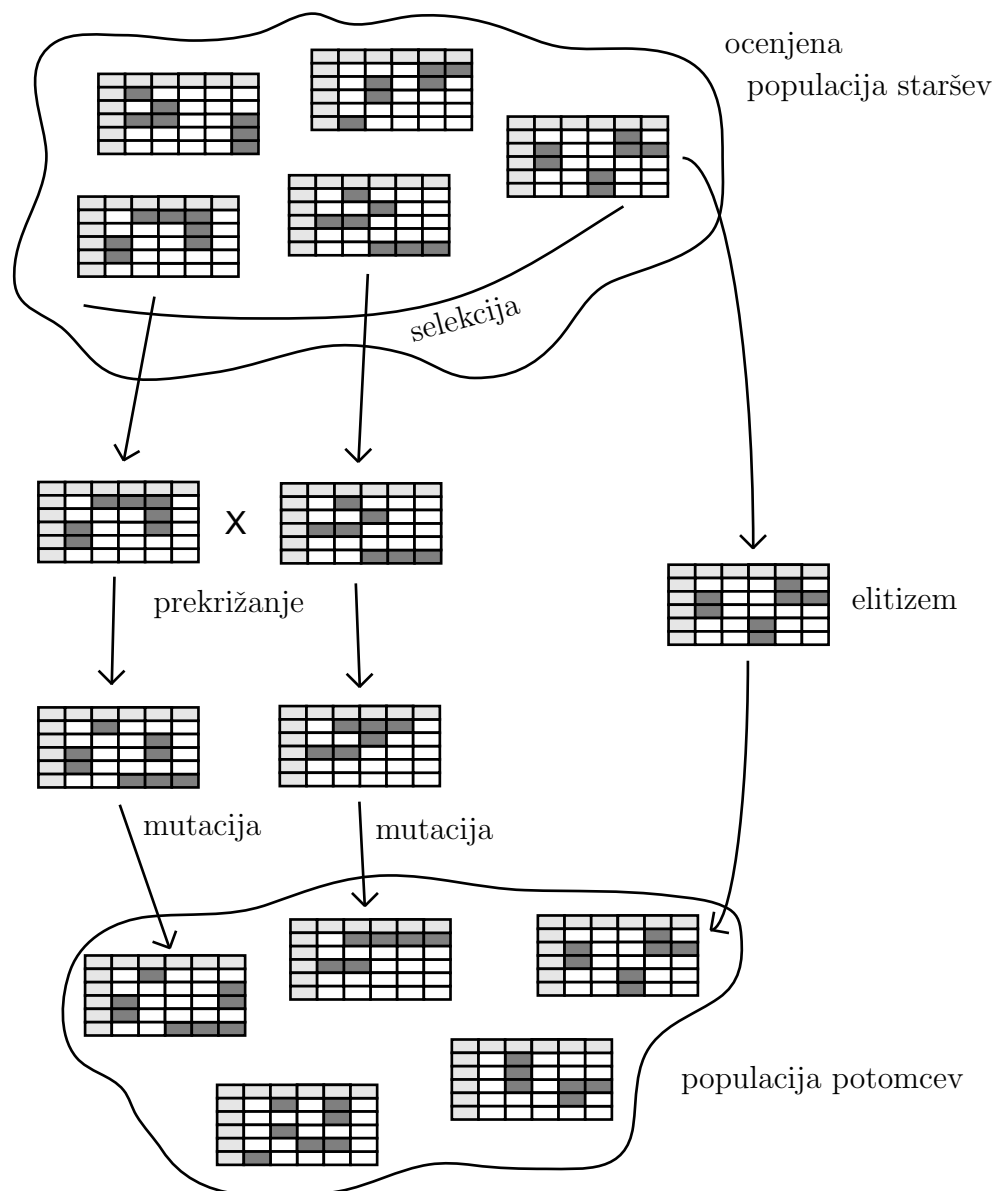 ocenjena
populacija staršev
selekcija
X
prekrižanje
elitizem
mutacija
mutacija
populacija potomcev